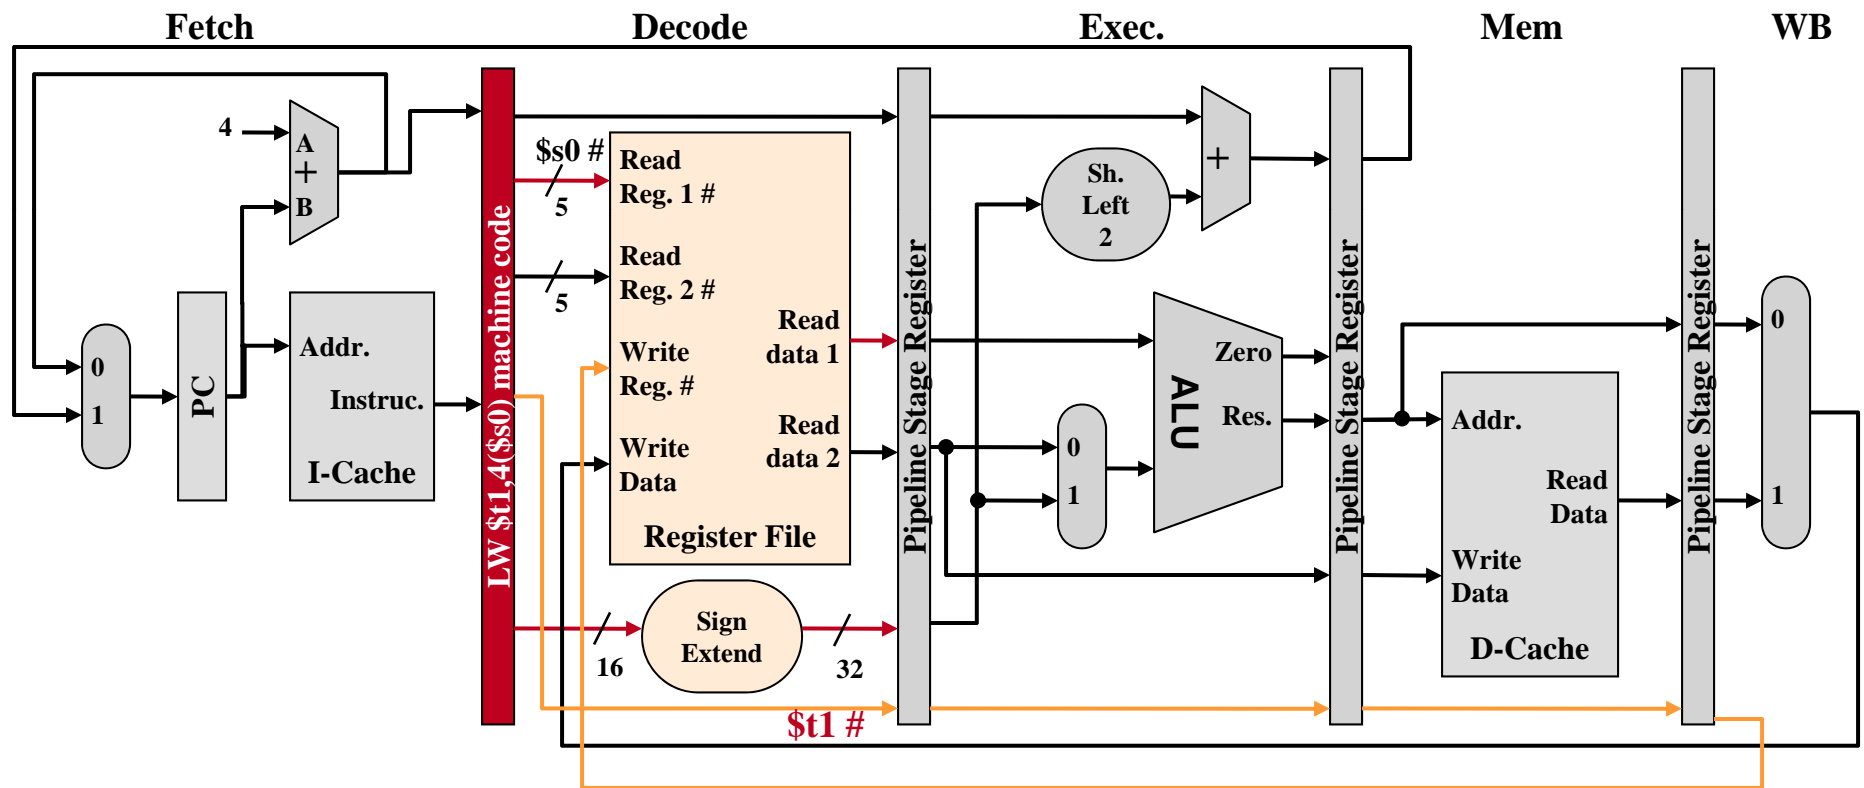 Fetch
Decode
Exec.
Mem
WB
4
A
+
B
0
1
PC
Addr.
Instruc.
I-Cache
LW $t1,4($s0) machine code
$s0 #
5
5
Read
Reg. 1 #
Read
Reg. 2 #
Write
Reg. #
Write
Data
Read
data 1
Read
data 2
Register File
16
Sign
Extend
32
$t1 #
Pipeline Stage Register
Sh.
Left
2
+
0
1
ALU
Zero
Res.
Pipeline Stage Register
Addr.
Read
Data
Write
Data
D-Cache
Pipeline Stage Register
0
1